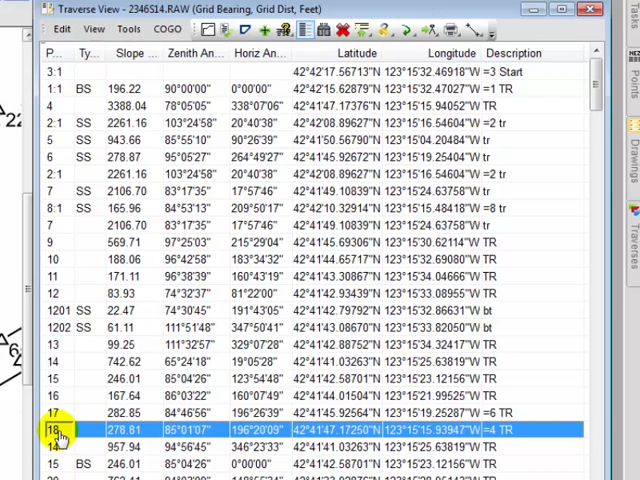 Traverse View - 2346S14.RAW (Grid Bearing, Grid Dist, Feet)
Edit View Tools COGO
P... Ty... Slope ... Zenith An... Horiz An... Latitude Longitude Description
3:1 42°42'17.56713"N 123°15'32.46918"W =3 Start
1:1 BS 196.22 90°00'00" 0°00'00" 42°42'15.62879"N 123°15'32.47027"W =1 TR
4 3388.04 78°05'05" 338°07'06" 42°41'47.17376"N 123°15'15.94052"W TR
2:1 SS 2261.16 103°24'58" 20°40'38" 42°42'08.89627"N 123°15'16.54604"W =2 tr
5 SS 943.66 85°55'10" 90°26'39" 42°41'50.56790"N 123°15'04.20484"W tr
6 SS 278.87 95°05'27" 264°49'27" 42°41'45.92672"N 123°15'19.25404"W tr
2:1 2261.16 103°24'58" 20°40'38" 42°42'08.89627"N 123°15'16.54604"W =2 tr
7 SS 2106.70 83°17'35" 17°57'46" 42°41'49.10839"N 123°15'24.63758"W tr
8:1 SS 165.96 84°53'13" 209°50'17" 42°42'10.32914"N 123°15'15.48418"W =8 tr
7 2106.70 83°17'35" 17°57'46" 42°41'49.10839"N 123°15'24.63758"W tr
9 569.71 97°25'03" 215°29'04" 42°41'45.69306"N 123°15'30.62114"W TR
10 188.06 96°42'58" 183°34'32" 42°41'44.65715"N 123°15'32.69080"W TR
11 171.11 96°38'39" 160°43'19" 42°41'43.30867"N 123°15'34.04666"W TR
12 83.93 74°32'37" 81°22'38" 42°41'42.93439"N 123°15'33.08955"W TR
1201 SS 22.47 74°30'45" 191°43'05" 42°41'42.79792"N 123°15'32.86631"W bt
1202 SS 61.11 111°51'48" 347°50'41" 42°41'43.08670"N 123°15'33.82050"W bt
13 99.25 111°32'57" 329°07'28" 42°41'42.88752"N 123°15'34.32417"W TR
14 742.62 65°24'18" 19°05'28" 42°41'41.03263"N 123°15'25.63819"W TR
15 246.01 85°04'26" 123°54'48" 42°41'42.58701"N 123°15'23.12156"W TR
16 167.64 86°03'22" 160°07'49" 42°41'44.01504"N 123°15'21.99525"W TR
17 282.85 84°46'56" 196°26'39" 42°41'45.92564"N 123°15'19.25287"W =6 TR
18 278.81 85°01'07" 196°20'09" 42°41'47.17250"N 123°15'15.93947"W =4 TR
14 957.94 94°56'45" 346°23'33" 42°41'41.03263"N 123°15'25.63819"W TR
15 BS 246.01 85°04'26" 0°00'00" 42°41'42.58701"N 123°15'23.12156"W TR
Tasks
Points
Drawings
Traverses